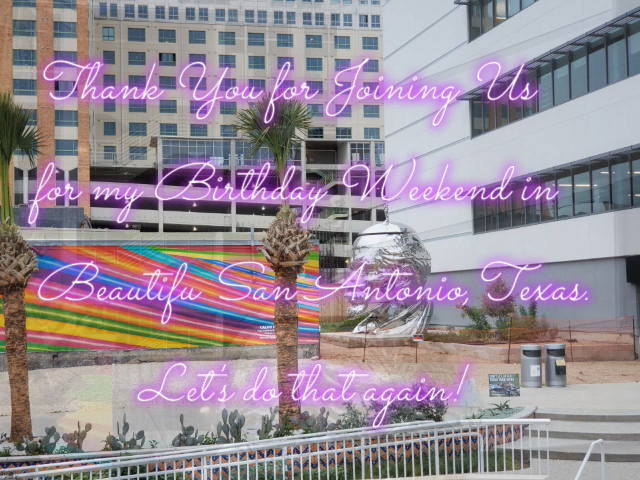 Thank You for Joining Us
for my Birthday Weekend in
Beautifu San Antonio, Texas.
Let's do that again!